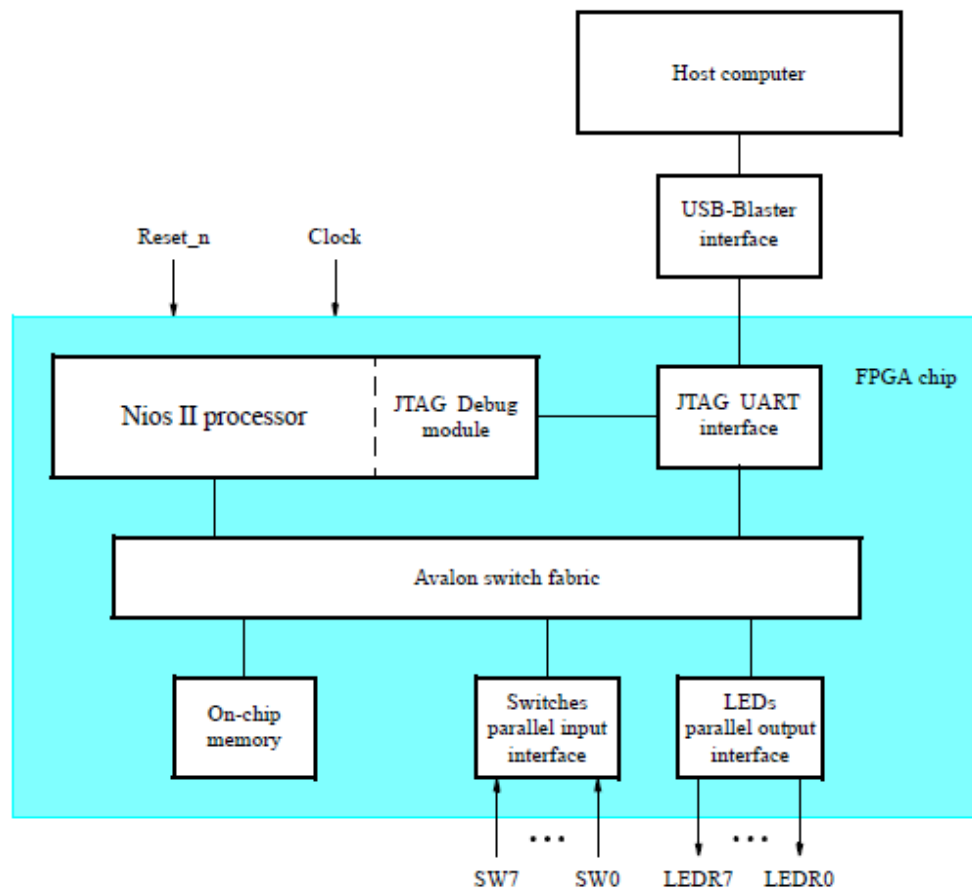 Host computer
USB-Blaster
interface
Reset_n
Clock
FPGA chip
Nios II processor
JTAG Debug
module
JTAG UART
interface
Avalon switch fabric
On-chip
memory
Switches
parallel input
interface
LEDs
parallel output
interface
SW7
SW0
LEDR7
LEDR0